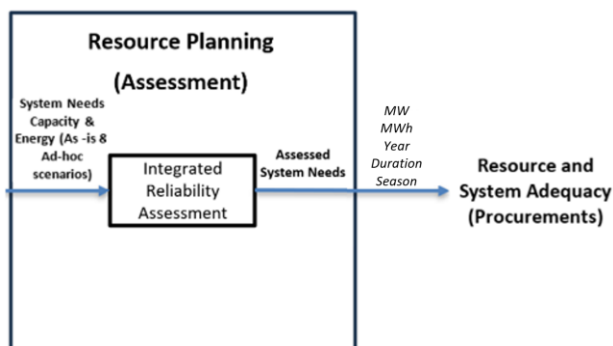 Resource Planning
(Assessment)
System Needs
Capacity &
Energy (As -is 8
Ad-hoc
scenarios)
Integrated
Reliability
Assessment
Assessed
System Needs
MW
MWh
Year
Duration
Season
Resource and
System Adequacy
(Procurements)